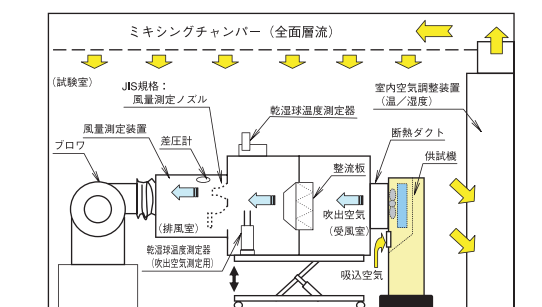 ミキシングチャンバー（全面層流）
（試験室）
JIS規格：
風量測定ノズル
室内空気調整装置
（温／湿度）
乾湿球温度測定器
風量測定装置
断熱ダクト
差圧計
ブロワ
供試機
整流板
吹出空気
（受風室）
（排風室）
乾湿球温度測定器
（吹出空気測定用）
吸込空気